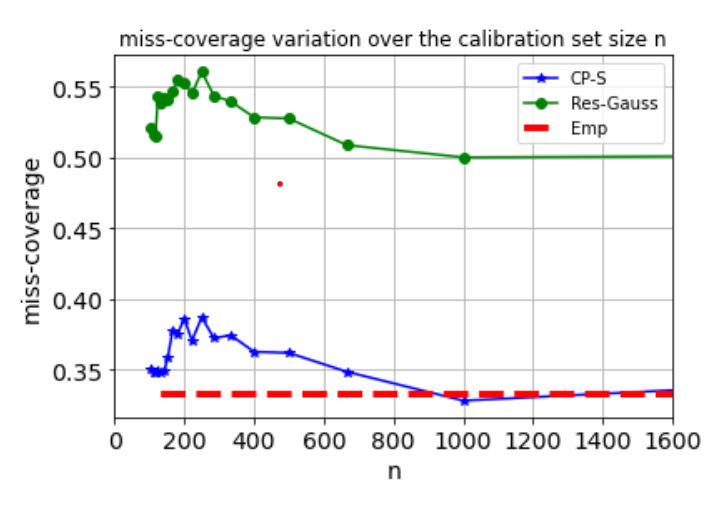 miss-coverage variation over the calibration set size n
CP-S
Res-Gauss
Emp
miss-coverage
0.55
0.50
0.45
0.40
0.35
0 200 400 600 800 1000 1200 1400 1600
n